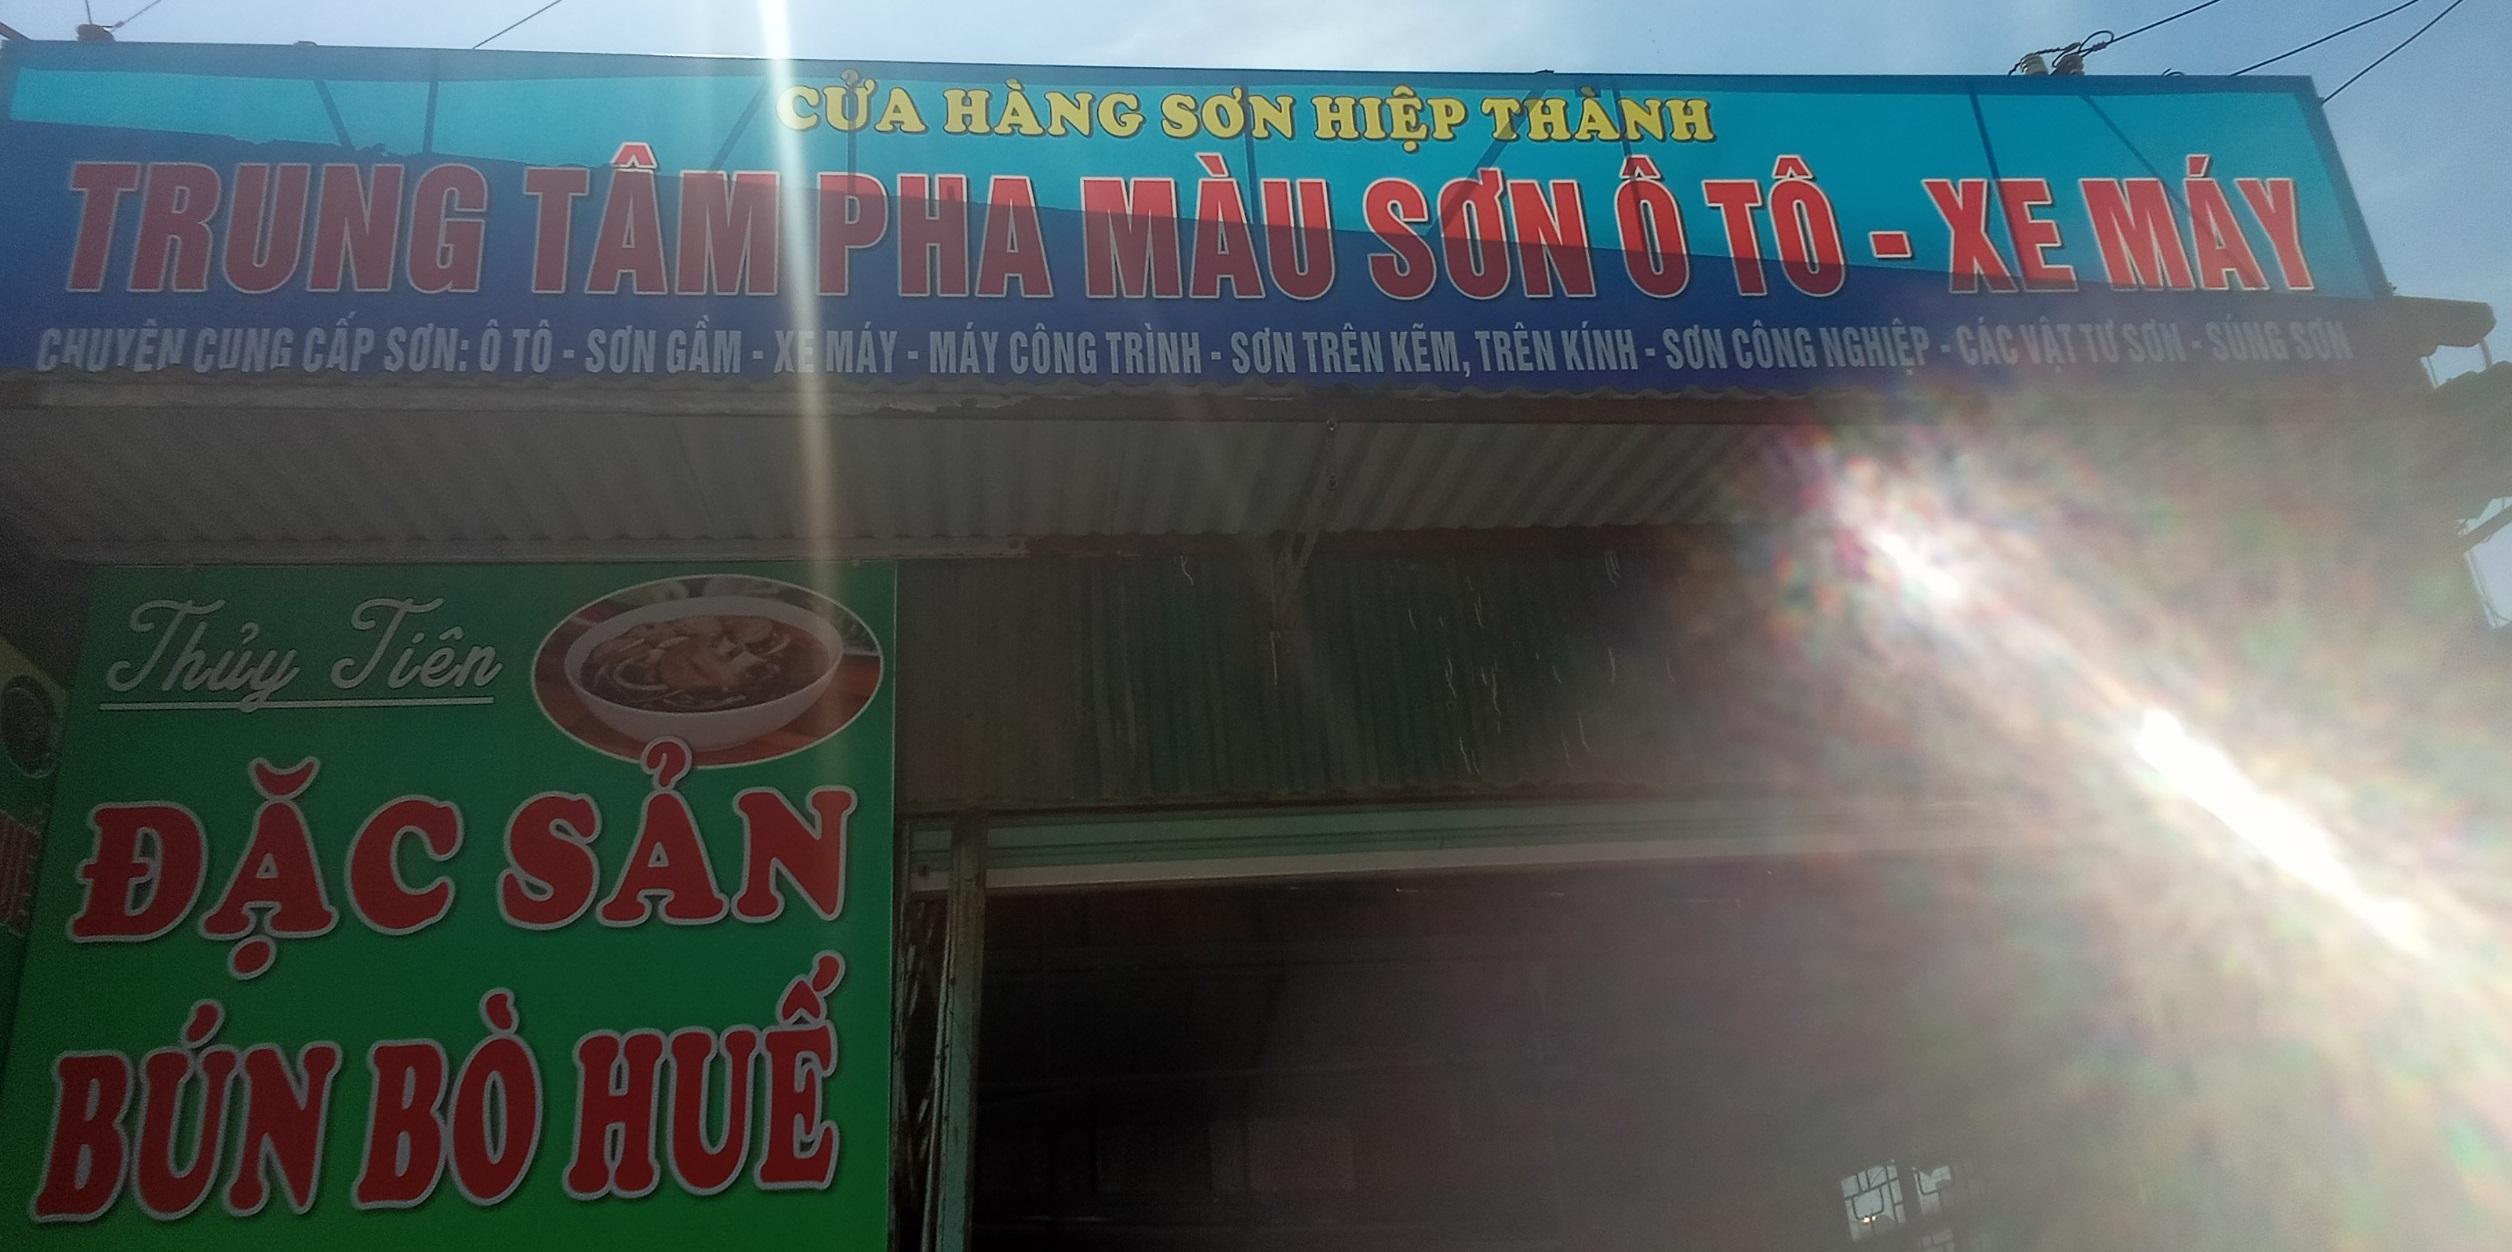 CỬA HÀNG SƠN HIỆP THÀNH
TRUNG TÂM PHA MÀU SƠN Ô TÔ - XE MÁY
CHUYÊN CUNG CẤP SƠN: Ô TÔ - SƠN GẦM - XE MÁY - MÁY CÔNG TRÌNH - SƠN TRÊN KẼM, TRÊN KÍNH - SƠN CÔNG NGHIỆP - CÁC VẬT TƯ SƠN - SÚNG SƠN
Thủy Tiên
ĐẶC SẢN
BÚN BÒ HUẾ